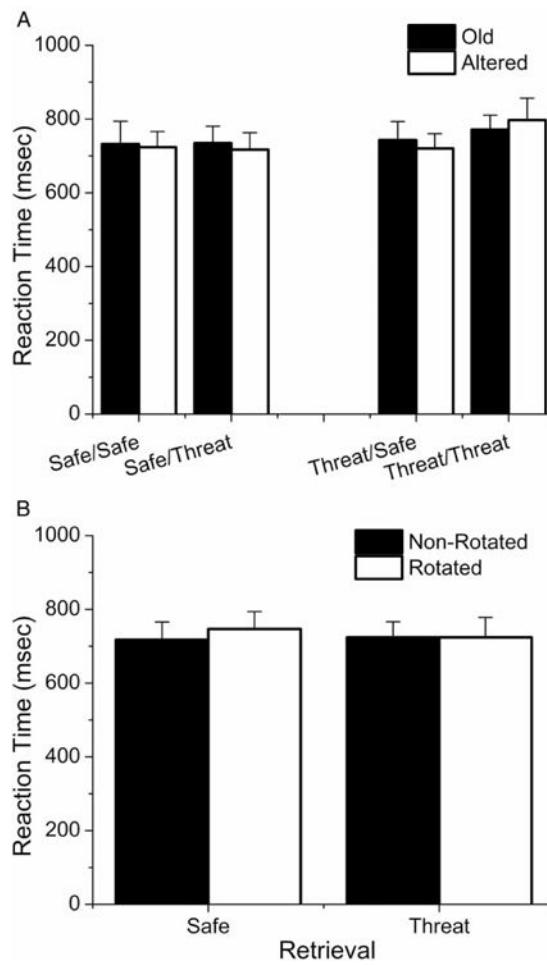 A
1000
800
600
400
200
0
Reaction Time (msec)
Old
Altered
Safe/Safe
Safe/Threat
Threat/Safe
Threat/Threat
B
1000
800
600
400
200
0
Reaction Time (msec)
Non-Rotated
Rotated
Safe
Threat
Retrieval